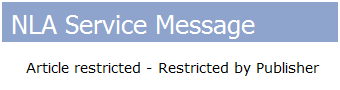 NLA Service Message
Article restricted - Restricted by Publisher